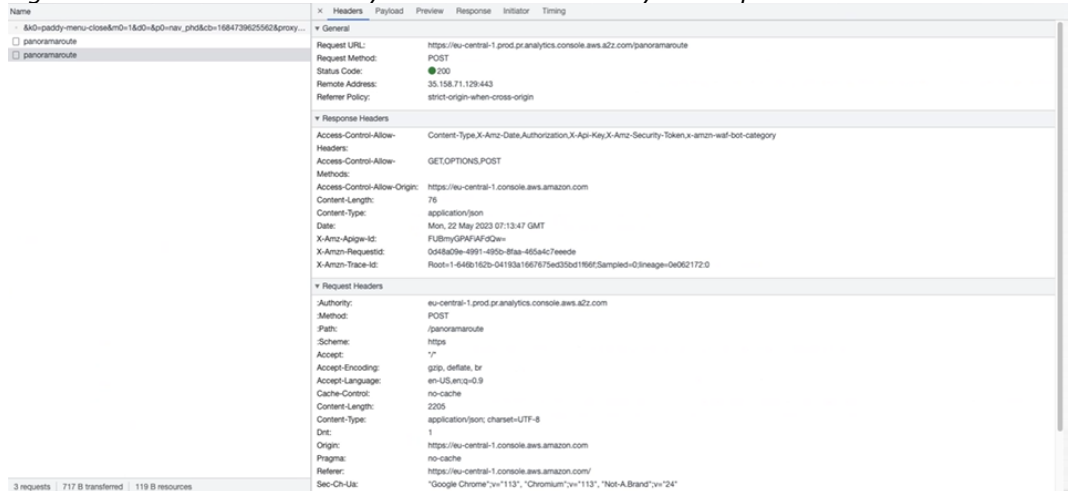 Name
&k0=paddy-menu-close&m0=1&d0=&p0=nav_phd&cb=1684739625562&proxy...
panoramaroute
panoramaroute
3 requests 717 B transferred 119 B resources
× Headers Payload Preview Response Initiator Timing
▼ General
Request URL: https://eu-central-1.prod.pr.analytics.console.aws.a2z.com/panoramaroute
Request Method: POST
Status Code: 200
Remote Address: 35.158.71.129:443
Referrer Policy: strict-origin-when-cross-origin
▼ Response Headers
Access-Control-Allow- Content-Type,X-Amz-Date,Authorization,X-Api-Key,X-Amz-Security-Token,x-amzn-waf-bot-category
Headers:
Access-Control-Allow- GET,OPTIONS,POST
Methods:
Access-Control-Allow-Origin: https://eu-central-1.console.aws.amazon.com
Content-Length: 76
Content-Type: application/json
Date: Mon, 22 May 2023 07:13:47 GMT
X-Amz-Apigw-Id: FUBmyGPAFiAFdQw=
X-Amzn-Requestid: 0d48a09e-4991-495b-8faa-465a4c7eeede
X-Amzn-Trace-Id: Root=1-646b162b-04193a1667675ed35bd1f66f;Sampled=0;lineage=0e062172:0
▼ Request Headers
:Authority: eu-central-1.prod.pr.analytics.console.aws.a2z.com
:Method: POST
:Path: /panoramaroute
:Scheme: https
Accept: */*
Accept-Encoding: gzip, deflate, br
Accept-Language: en-US,en;q=0.9
Cache-Control: no-cache
Content-Length: 2205
Content-Type: application/json; charset=UTF-8
Dnt: 1
Origin: https://eu-central-1.console.aws.amazon.com
Pragma: no-cache
Referer: https://eu-central-1.console.aws.amazon.com/
Sec-Ch-Ua: "Google Chrome";v="113", "Chromium";v="113", "Not-A.Brand";v="24"